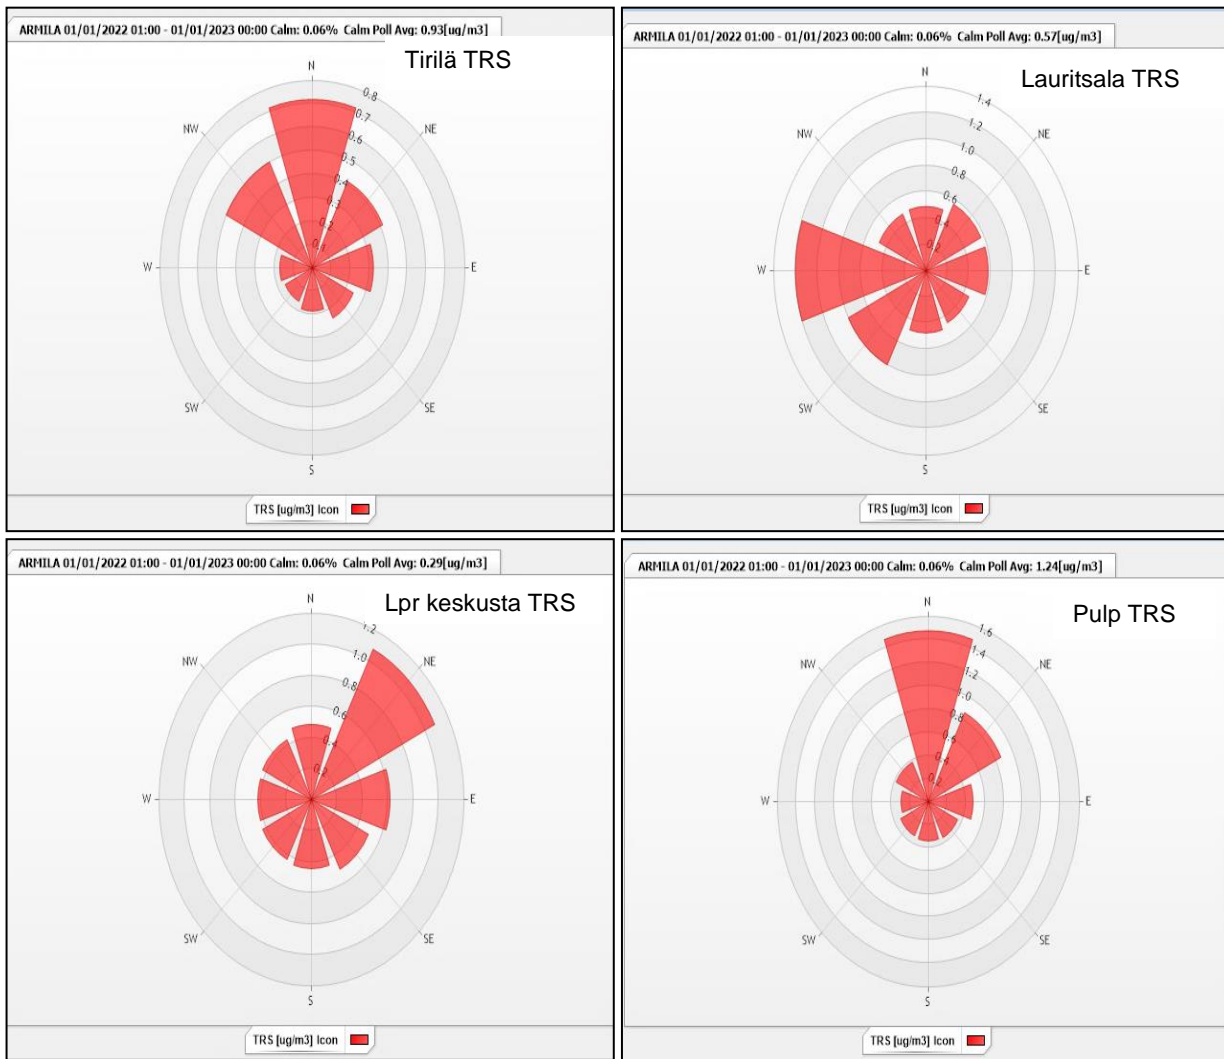 ARMILA 01/01/2022 01:00 - 01/01/2023 00:00 Calm: 0.06% Calm Poll Avg: 0.93[ug/m3]
Tirilä TRS
N
NE
E
SE
S
SW
W
NW
0.8
0.7
0.6
0.5
0.4
0.3
0.2
0.1
TRS [ug/m3] Icon
ARMILA 01/01/2022 01:00 - 01/01/2023 00:00 Calm: 0.06% Calm Poll Avg: 0.57[ug/m3]
Lauritsala TRS
N
NE
E
SE
S
SW
W
NW
1.4
1.2
1.0
0.8
0.6
0.4
0.2
TRS [ug/m3] Icon
ARMILA 01/01/2022 01:00 - 01/01/2023 00:00 Calm: 0.06% Calm Poll Avg: 0.29[ug/m3]
Lpr keskusta TRS
N
NE
E
SE
S
SW
W
NW
1.2
1.0
0.8
0.6
0.4
0.2
TRS [ug/m3] Icon
ARMILA 01/01/2022 01:00 - 01/01/2023 00:00 Calm: 0.06% Calm Poll Avg: 1.24[ug/m3]
Pulp TRS
N
NE
E
SE
S
SW
W
NW
1.6
1.4
1.2
1.0
0.8
0.6
0.4
0.2
TRS [ug/m3] Icon